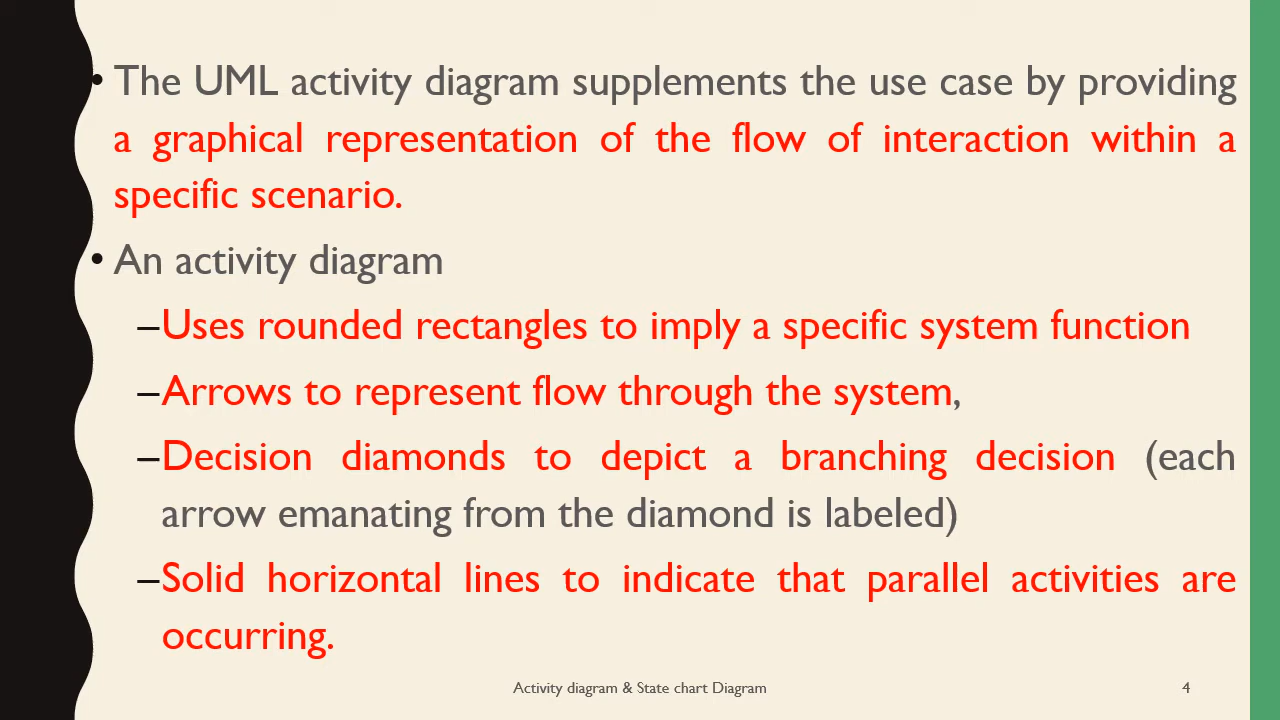 • The UML activity diagram supplements the use case by providing
a graphical representation of the flow of interaction within a
specific scenario.
• An activity diagram
–Uses rounded rectangles to imply a specific system function
–Arrows to represent flow through the system,
–Decision diamonds to depict a branching decision (each
arrow emanating from the diamond is labeled)
–Solid horizontal lines to indicate that parallel activities are
occurring.
Activity diagram & State chart Diagram 4